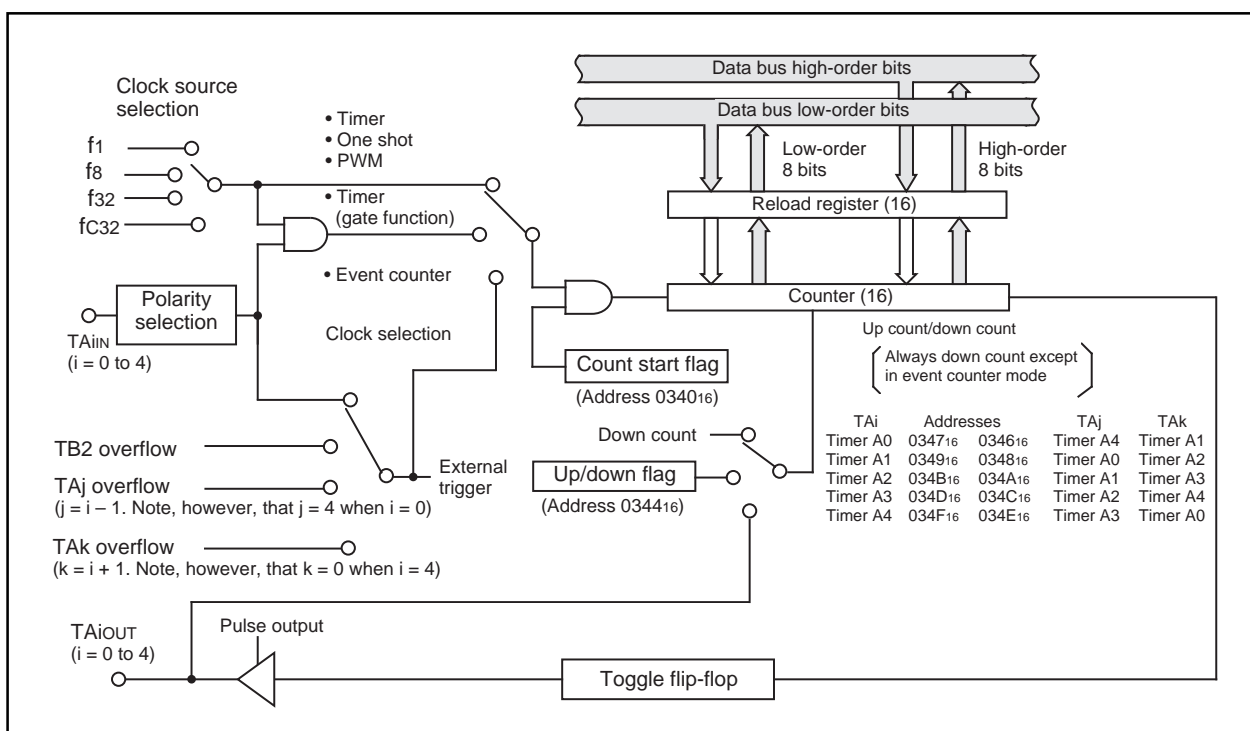 Clock source
selection
f1
f8
f32
fC32
• Timer
• One shot
• PWM
• Timer
(gate function)
• Event counter
Clock selection
Data bus high-order bits
Data bus low-order bits
Low-order
8 bits
High-order
8 bits
Reload register (16)
Counter (16)
Polarity
selection
TAiIN
(i = 0 to 4)
Count start flag
(Address 034016)
Up count/down count
Always down count except
in event counter mode
TAi Addresses TAj TAk
Timer A0 034716 034616 Timer A4 Timer A1
Timer A1 034916 034816 Timer A0 Timer A2
Timer A2 034B16 034A16 Timer A1 Timer A3
Timer A3 034D16 034C16 Timer A2 Timer A4
Timer A4 034F16 034E16 Timer A3 Timer A0
Down count
Up/down flag
(Address 034416)
TB2 overflow
External
trigger
TAj overflow
(j = i – 1. Note, however, that j = 4 when i = 0)
TAk overflow
(k = i + 1. Note, however, that k = 0 when i = 4)
TAiOUT
(i = 0 to 4)
Pulse output
Toggle flip-flop